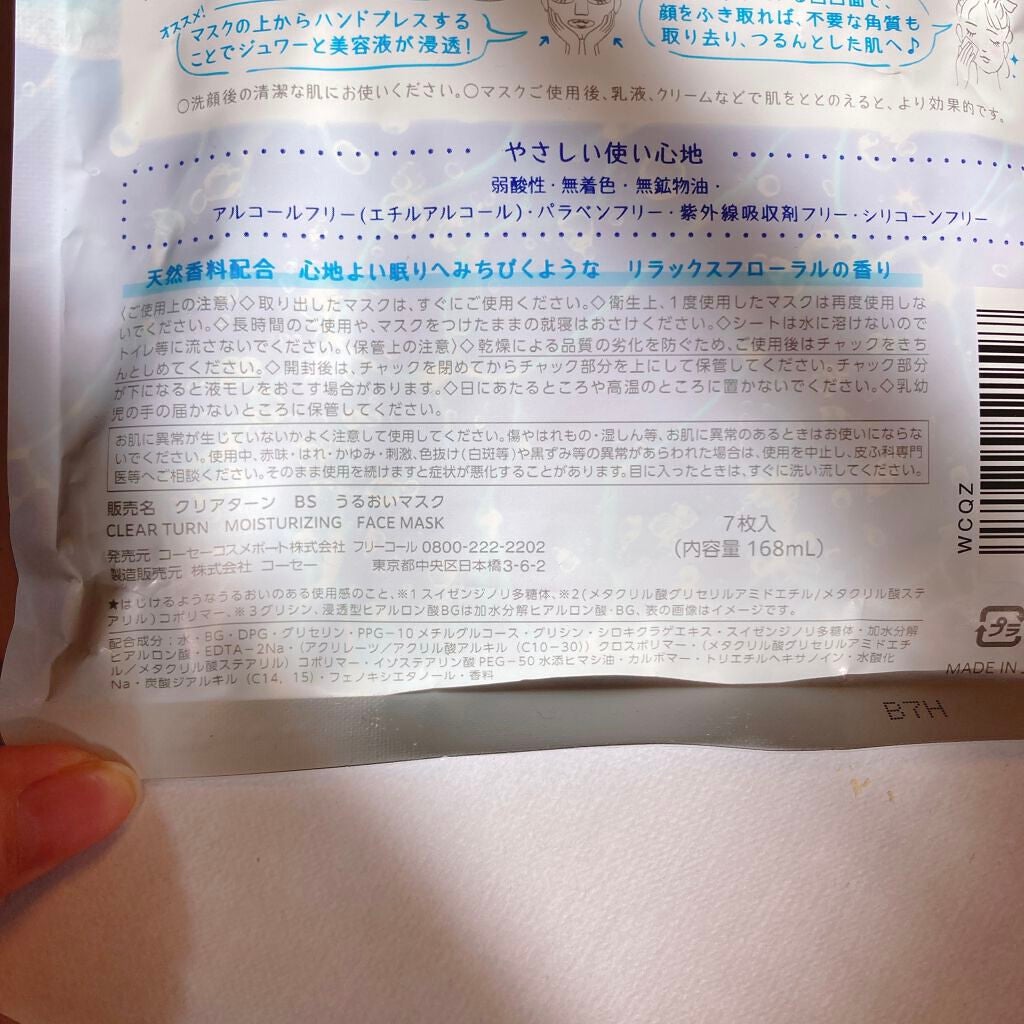 オススメ!
マスクの上からハンドプレスする
ことでジュワーと美容液が浸透!
顔をふき取れば、不要な角質も
取り去り、つるんとした肌へ♪
○洗顔後の清潔な肌にお使いください。○マスクご使用後、乳液、クリームなどで肌をととのえると、より効果的です。
やさしい使い心地
弱酸性・無着色・無鉱物油・
アルコールフリー(エチルアルコール)・パラベンフリー・紫外線吸収剤フリー・シリコーンフリー
天然香料配合 心地よい眠りへみちびくような リラックスフローラルの香り
〈ご使用上の注意〉◇取り出したマスクは、すぐにご使用ください。◇衛生上、1度使用したマスクは再度使用しな
いでください。◇長時間のご使用や、マスクをつけたままの就寝はおさけください。◇シートは水に溶けないので
トイレ等に流さないでください。〈保管上の注意〉◇乾燥による品質の劣化を防ぐため、ご使用後はチャックをきち
んとしめてください。◇開封後は、チャックを閉めてからチャック部分を上にして保管してください。チャック部分
が下になると液モレをおこす場合があります。◇日にあたるところや高温のところに置かないでください。◇乳幼
児の手の届かないところに保管してください。
お肌に異常が生じていないかよく注意して使用してください。傷やはれもの・湿しん等、お肌に異常のあるときはお使いにならな
いでください。使用中、赤味・はれ・かゆみ・刺激、色抜け(白斑等)や黒ずみ等の異常があらわれた場合は、使用を中止し、皮ふ科専門
医等へご相談ください。そのまま使用を続けますと症状が悪化することがあります。目に入ったときは、すぐに洗い流してください。
販売名 クリアターン BS うるおいマスク
CLEAR TURN MOISTURIZING FACE MASK
7枚入
(内容量 168mL)
発売元 コーセーコスメポート株式会社 フリーコール 0800-222-2202
製造販売元 株式会社 コーセー 東京都中央区日本橋3-6-2
WCQZ
★はじけるようなうるおいのある使用感のこと、※1 スイゼンジノリ多糖体、※2(メタクリル酸グリセリルアミドエチル/メタクリル酸ステ
アリル)コポリマー、※3グリシン、浸透型ヒアルロン酸BGは加水分解ヒアルロン酸・BG、表の画像はイメージです。
配合成分:水・BG・DPG・グリセリン・PPG-10 メチルグルコース・グリシン・シロキクラゲエキス・スイゼンジノリ多糖体・加水分解
ヒアルロン酸・EDTA-2Na・(アクリレーツ/アクリル酸アルキル(C10-30))クロスポリマー・(メタクリル酸グリセリルアミドエチ
ル/メタクリル酸ステアリル)コポリマー・イソステアリン酸 PEG-50 水添ヒマシ油・カルボマー・トリエチルヘキサノイン・水酸化
Na・炭酸ジアルキル(C14, 15)・フェノキシエタノール・香料
プラ
MADE IN
B7H